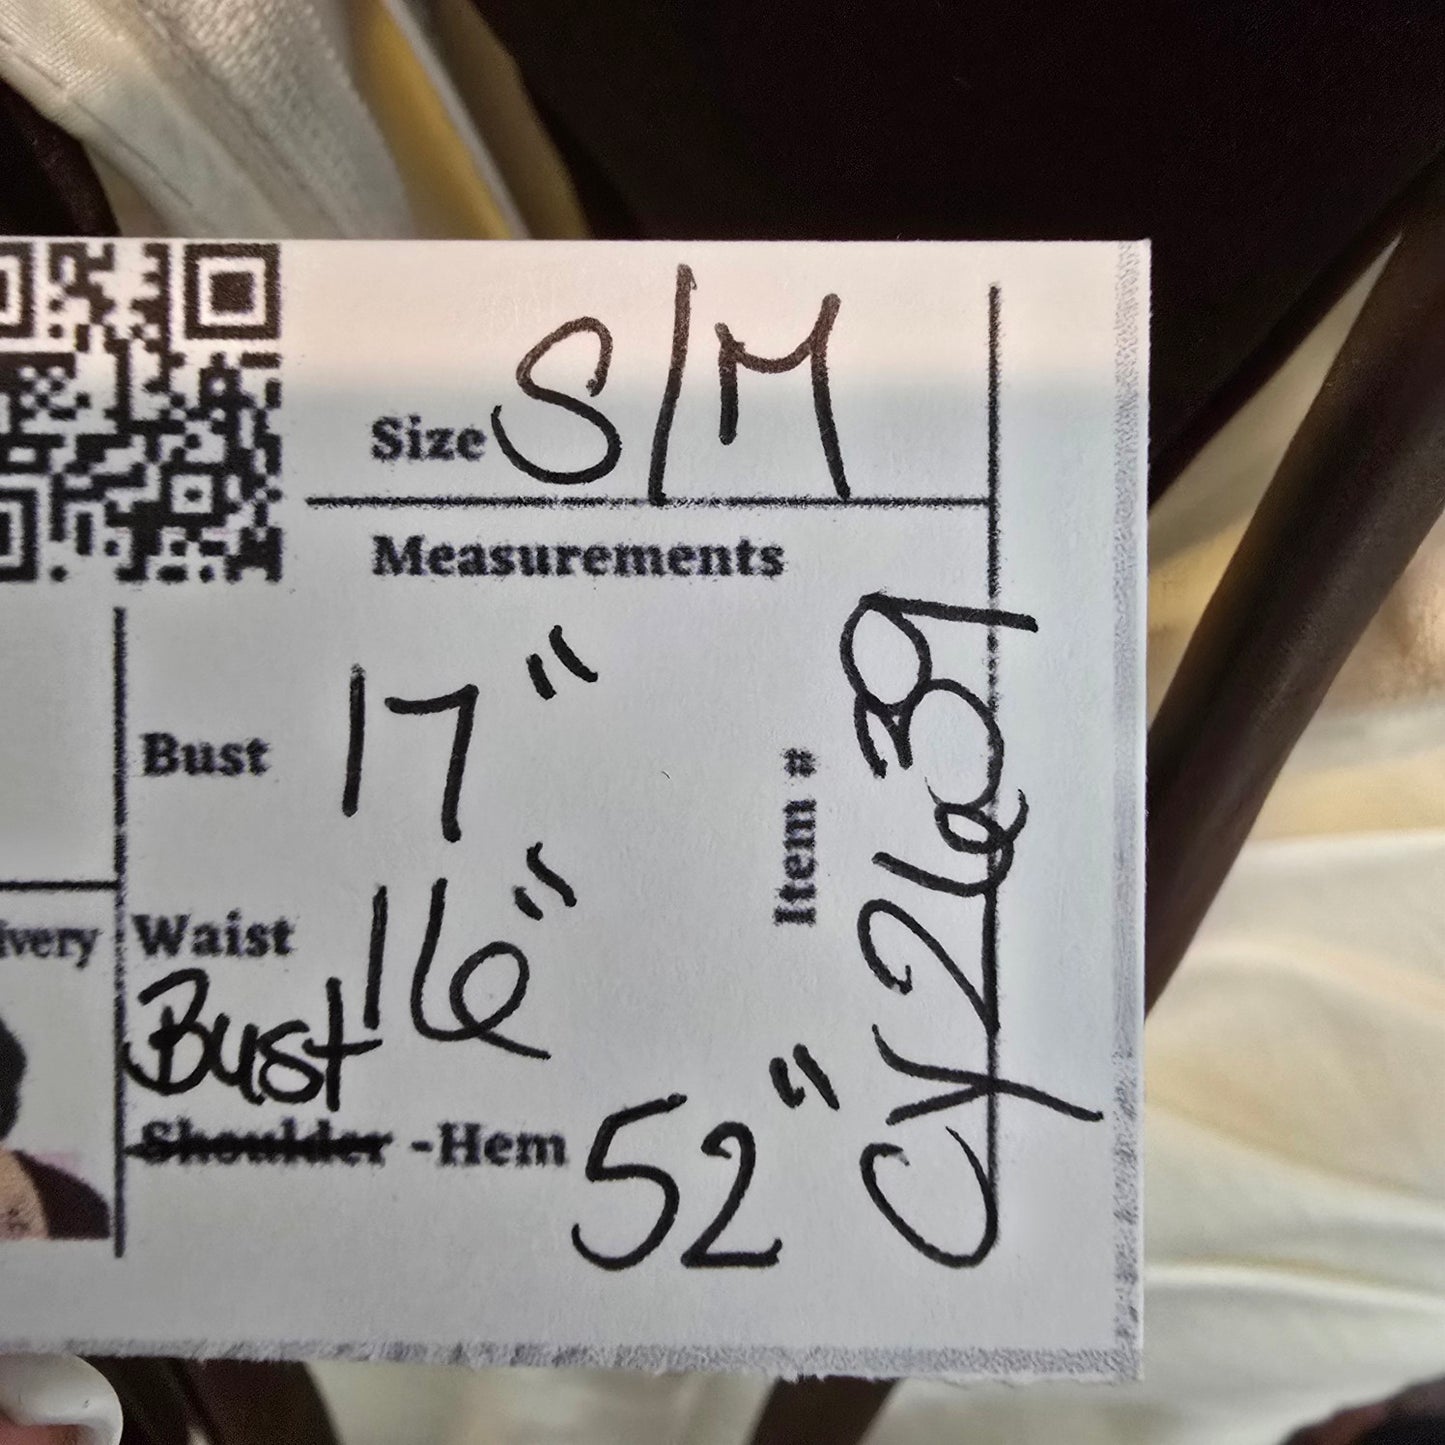 Size S/M
Measurements
Bust 17"
Waist 16"
Bust
Shoulder -Hem 52"
Item #
CY2639
ivery